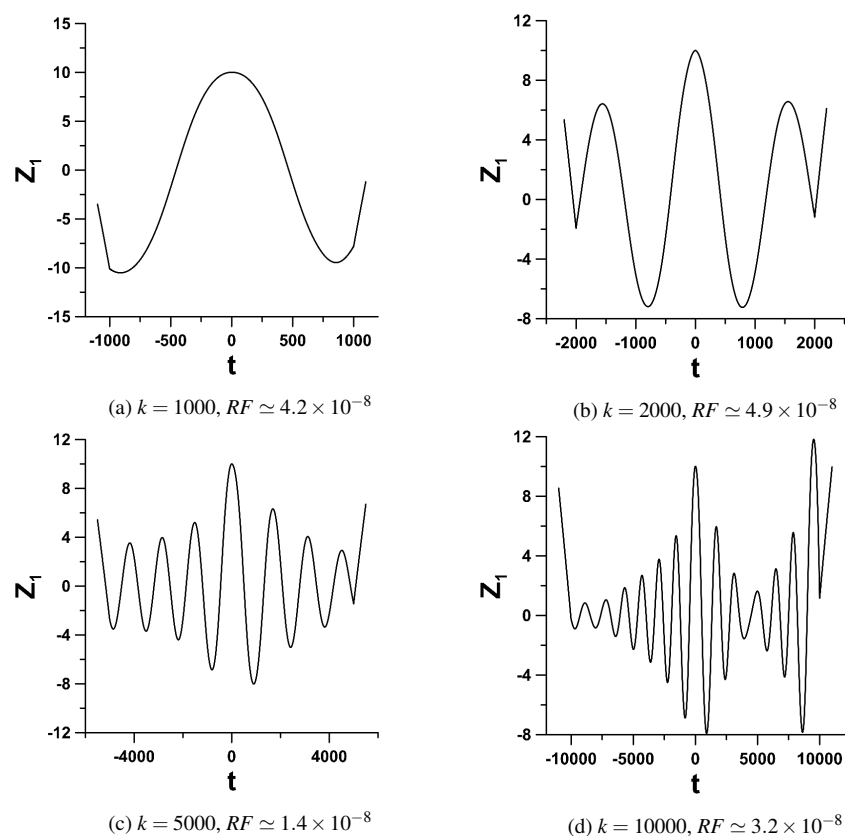 15
10
5
0
-5
-10
-15
Z₁
-1000 -500 0 500 1000
t
(a) k = 1000, RF ≃ 4.2 × 10⁻⁸
12
8
4
0
-4
-8
Z₁
-2000 -1000 0 1000 2000
t
(b) k = 2000, RF ≃ 4.9 × 10⁻⁸
12
8
4
0
-4
-8
-12
Z₁
-4000 0 4000
t
(c) k = 5000, RF ≃ 1.4 × 10⁻⁸
12
8
4
0
-4
-8
Z₁
-10000 -5000 0 5000 10000
t
(d) k = 10000, RF ≃ 3.2 × 10⁻⁸